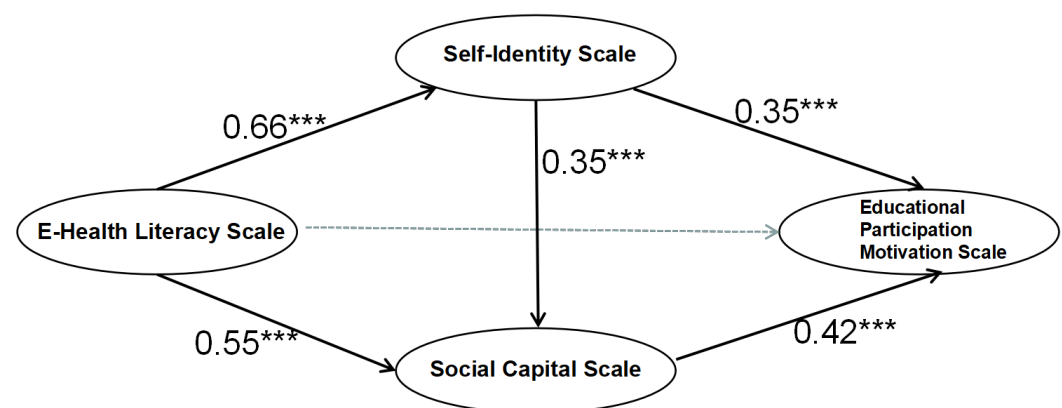 Self-Identity Scale
0.66***
0.35***
0.35***
E-Health Literacy Scale
Educational
Participation
Motivation Scale
0.55***
0.42***
Social Capital Scale